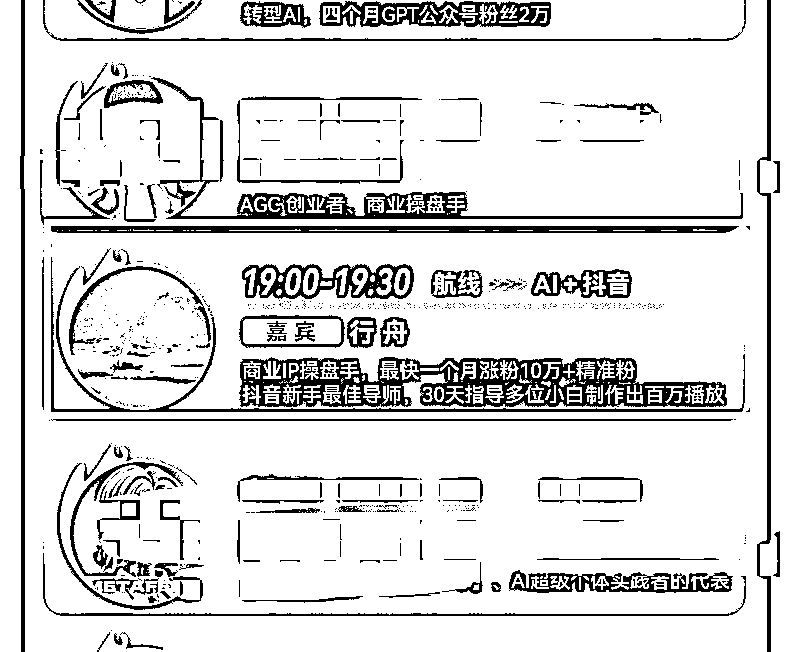 转型AI，四个月GPT公众号粉丝2万
AGC创业者、商业操盘手
19:00-19:30 航线 AI+抖音
嘉宾 行舟
商业IP操盘手，最快一个月涨粉10万+精准粉
抖音新手最佳导师，30天指导多位小白制作出百万播放
、AI超级个体实践者的代表